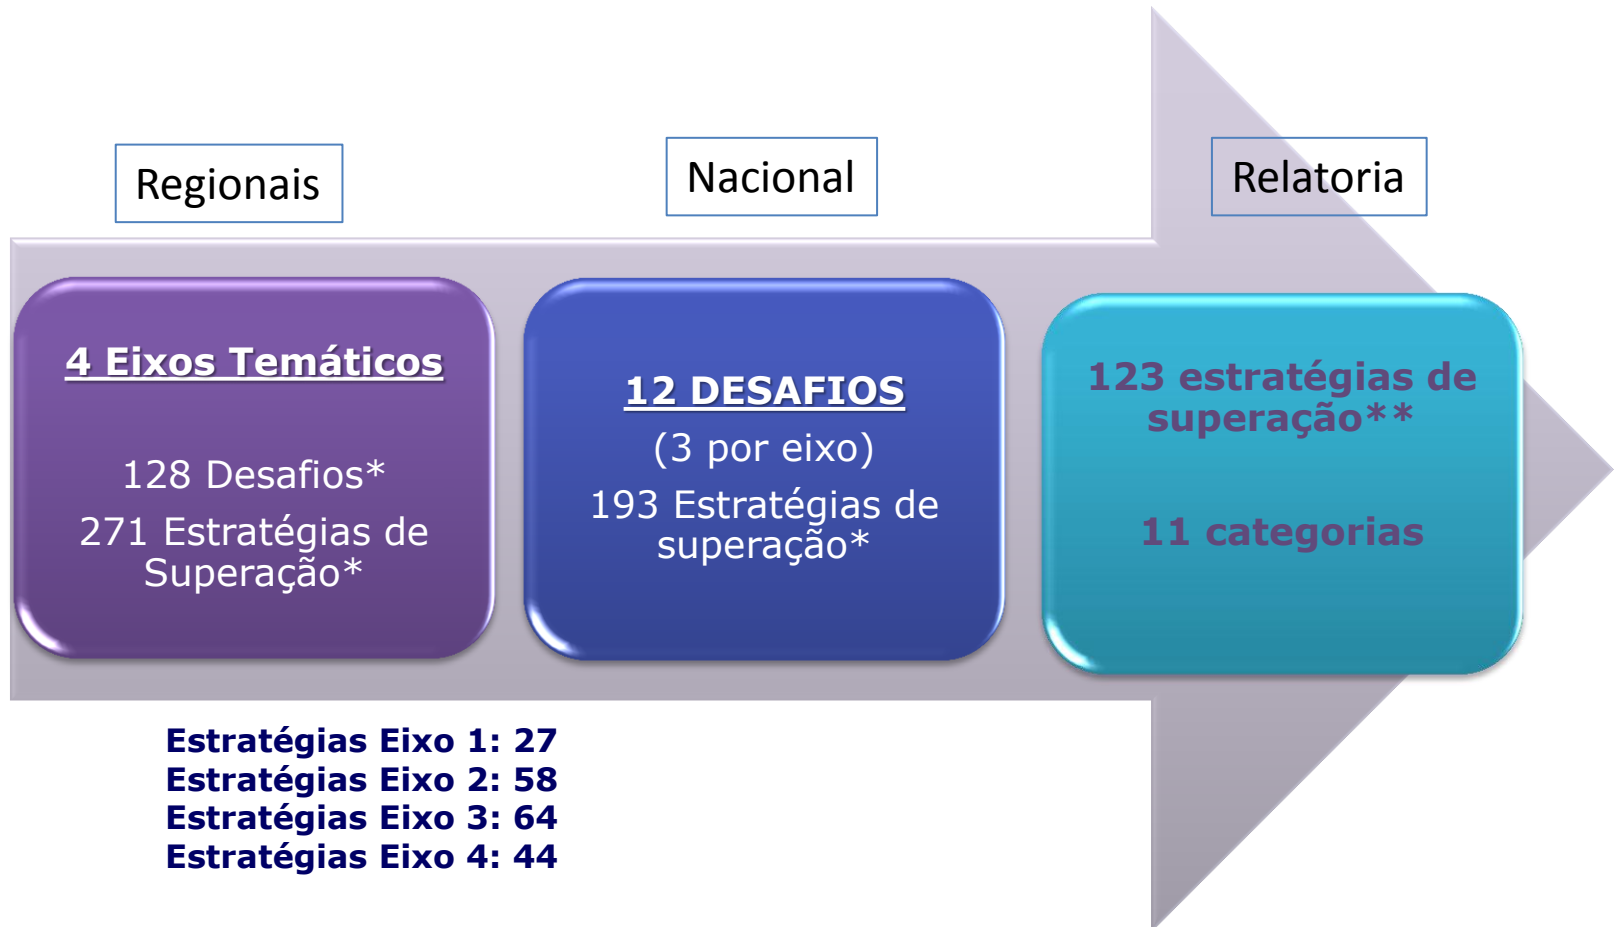 Regionais
Nacional
Relatoria
4 Eixos Temáticos
128 Desafios*
271 Estratégias de
Superação*
12 DESAFIOS
(3 por eixo)
193 Estratégias de
superação*
123 estratégias de
superação**
11 categorias
Estratégias Eixo 1: 27
Estratégias Eixo 2: 58
Estratégias Eixo 3: 64
Estratégias Eixo 4: 44